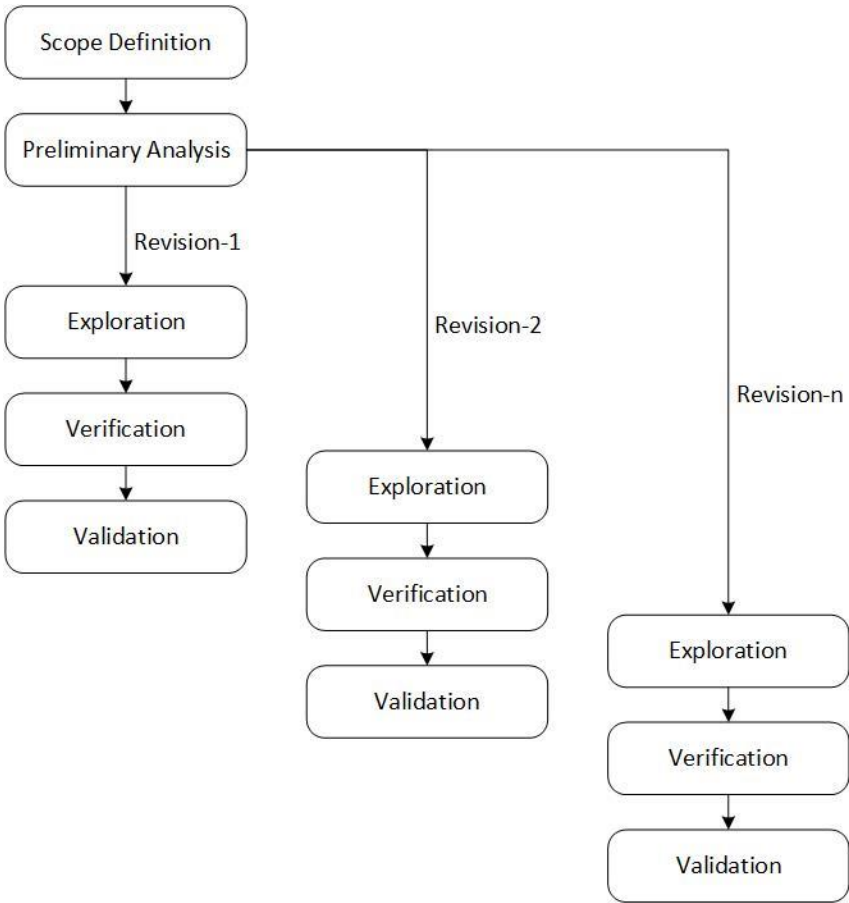 Scope Definition
Preliminary Analysis
Revision-1
Exploration
Verification
Validation
Revision-2
Exploration
Verification
Validation
Revision-n
Exploration
Verification
Validation